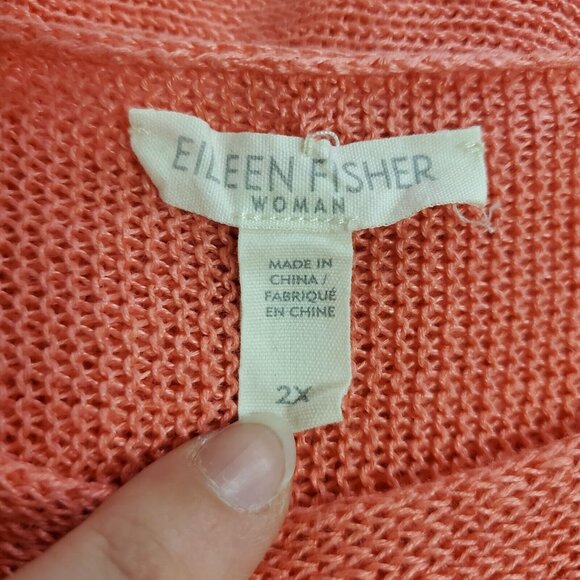 EILEEN FISHER
WOMAN
MADE IN
CHINA /
FABRIQUÉ
EN CHINE
2X